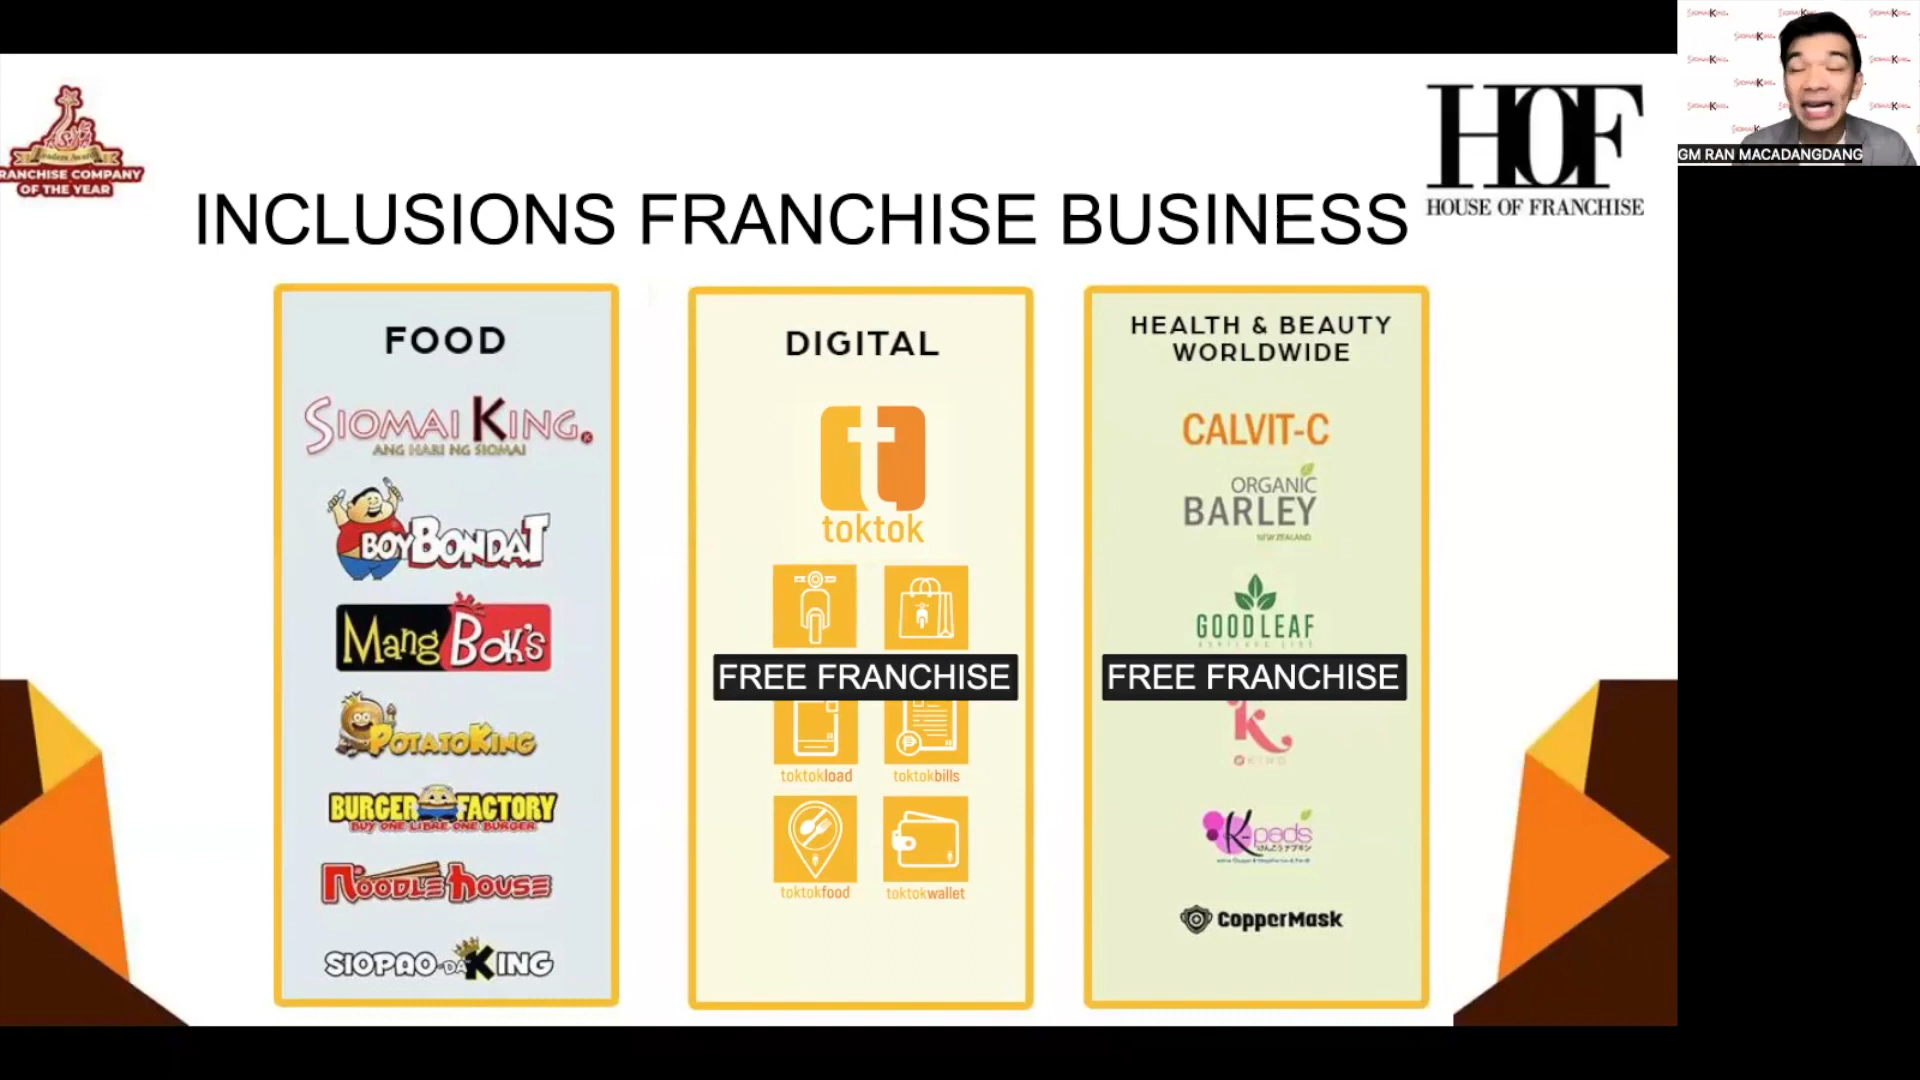 FRANCHISE COMPANY
OF THE YEAR
HOF
HOUSE OF FRANCHISE
GM RAN MACADANGDANG
INCLUSIONS FRANCHISE BUSINESS
FOOD
SIOMAI KING
ANG HARI NG SIOMAI
BOY BONDAT
Mang BOK's
POTATO KING
BURGER FACTORY
BUY ONE LIBRE ONE BURGER
NOODLE HOUSE
SIOPAO DA KING
DIGITAL
t
toktok
FREE FRANCHISE
toktokload
toktokbills
toktokfood
toktokwallet
HEALTH & BEAUTY
WORLDWIDE
CALVIT-C
ORGANIC
BARLEY
NEW ZEALAND
GOODLEAF
FREE FRANCHISE
K-pads
CopperMask